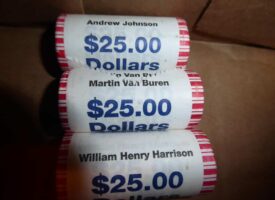 Andrew Johnson
$25.00
Dollars
Martin Van Buren
$25.00
Dollars
William Henry Harrison
$25.00